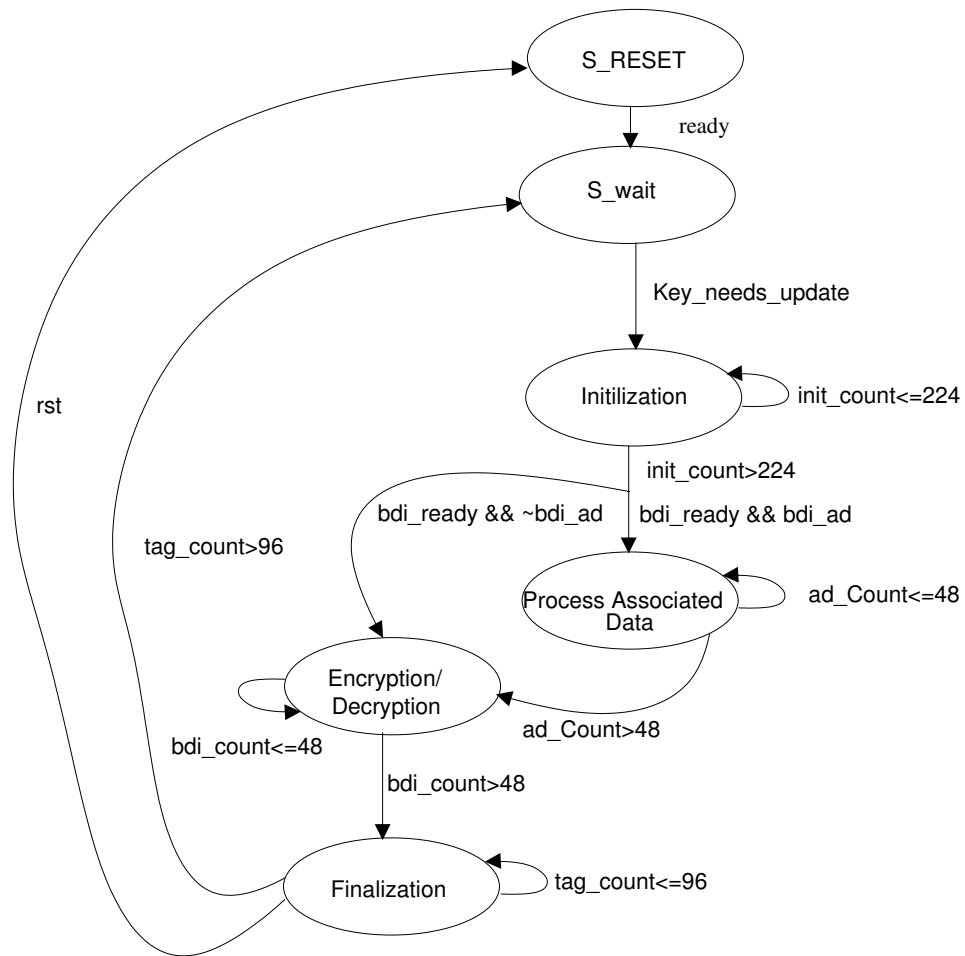 S_RESET
ready
S_wait
Key_needs_update
Initilization
init_count<=224
rst
init_count>224
bdi_ready && ~bdi_ad
bdi_ready && bdi_ad
tag_count>96
Process Associated
Data
ad_Count<=48
Encryption/
Decryption
ad_Count>48
bdi_count<=48
bdi_count>48
Finalization
tag_count<=96